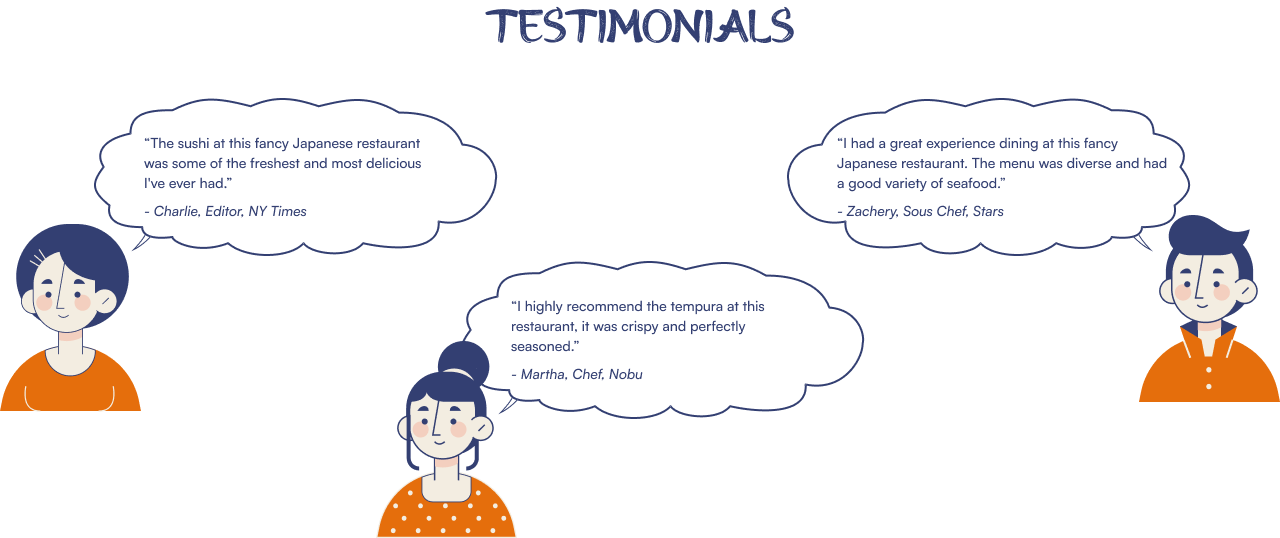 TESTIMONIALS
“The sushi at this fancy Japanese restaurant
was some of the freshest and most delicious
I've ever had.”
- Charlie, Editor, NY Times
“I had a great experience dining at this fancy
Japanese restaurant. The menu was diverse and had
a good variety of seafood.”
- Zachery, Sous Chef, Stars
“I highly recommend the tempura at this
restaurant, it was crispy and perfectly
seasoned.”
- Martha, Chef, Nobu